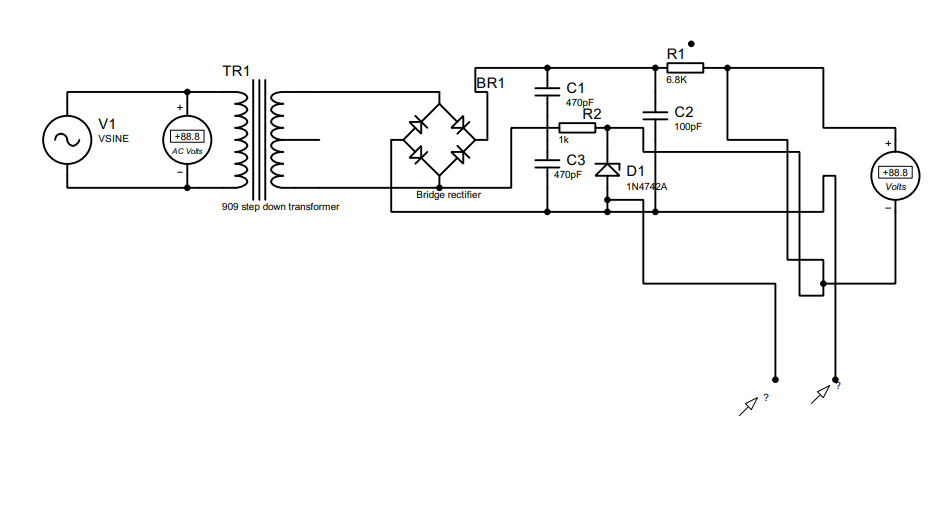 TR1
V1
VSINE
+
+88.8
AC Volts
−
909 step down transformer
BR1
Bridge rectifier
C1
470pF
R2
1k
C3
470pF
D1
1N4742A
R1
6.8K
C2
100pF
+
+88.8
Volts
−
?
?